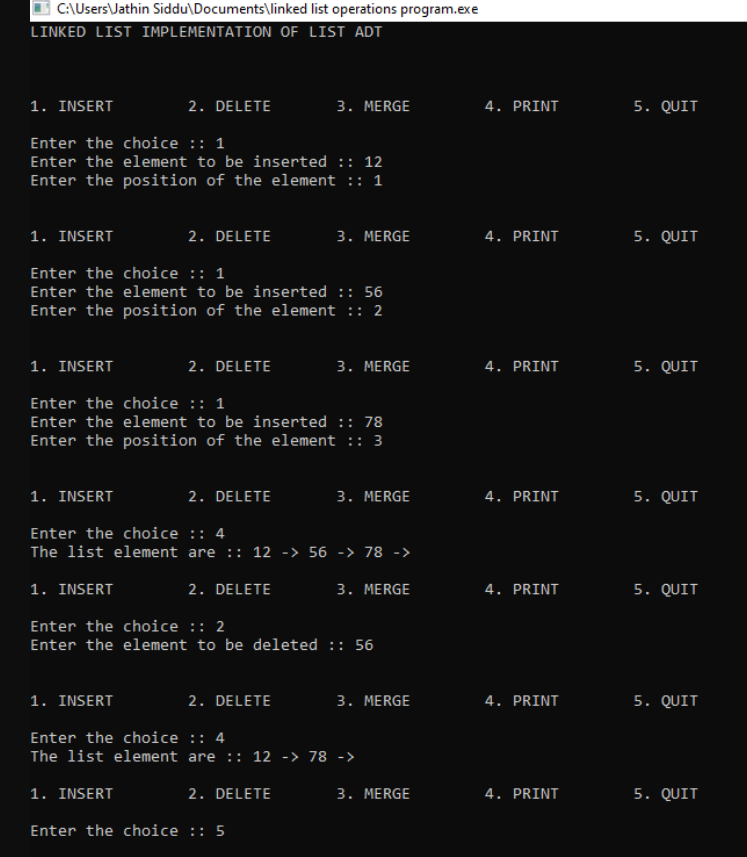 C:\Users\Jathin Siddu\Documents\linked list operations program.exe
LINKED LIST IMPLEMENTATION OF LIST ADT
1. INSERT 2. DELETE 3. MERGE 4. PRINT 5. QUIT
Enter the choice :: 1
Enter the element to be inserted :: 12
Enter the position of the element :: 1
1. INSERT 2. DELETE 3. MERGE 4. PRINT 5. QUIT
Enter the choice :: 1
Enter the element to be inserted :: 56
Enter the position of the element :: 2
1. INSERT 2. DELETE 3. MERGE 4. PRINT 5. QUIT
Enter the choice :: 1
Enter the element to be inserted :: 78
Enter the position of the element :: 3
1. INSERT 2. DELETE 3. MERGE 4. PRINT 5. QUIT
Enter the choice :: 4
The list element are :: 12 -> 56 -> 78 ->
1. INSERT 2. DELETE 3. MERGE 4. PRINT 5. QUIT
Enter the choice :: 2
Enter the element to be deleted :: 56
1. INSERT 2. DELETE 3. MERGE 4. PRINT 5. QUIT
Enter the choice :: 4
The list element are :: 12 -> 78 ->
1. INSERT 2. DELETE 3. MERGE 4. PRINT 5. QUIT
Enter the choice :: 5